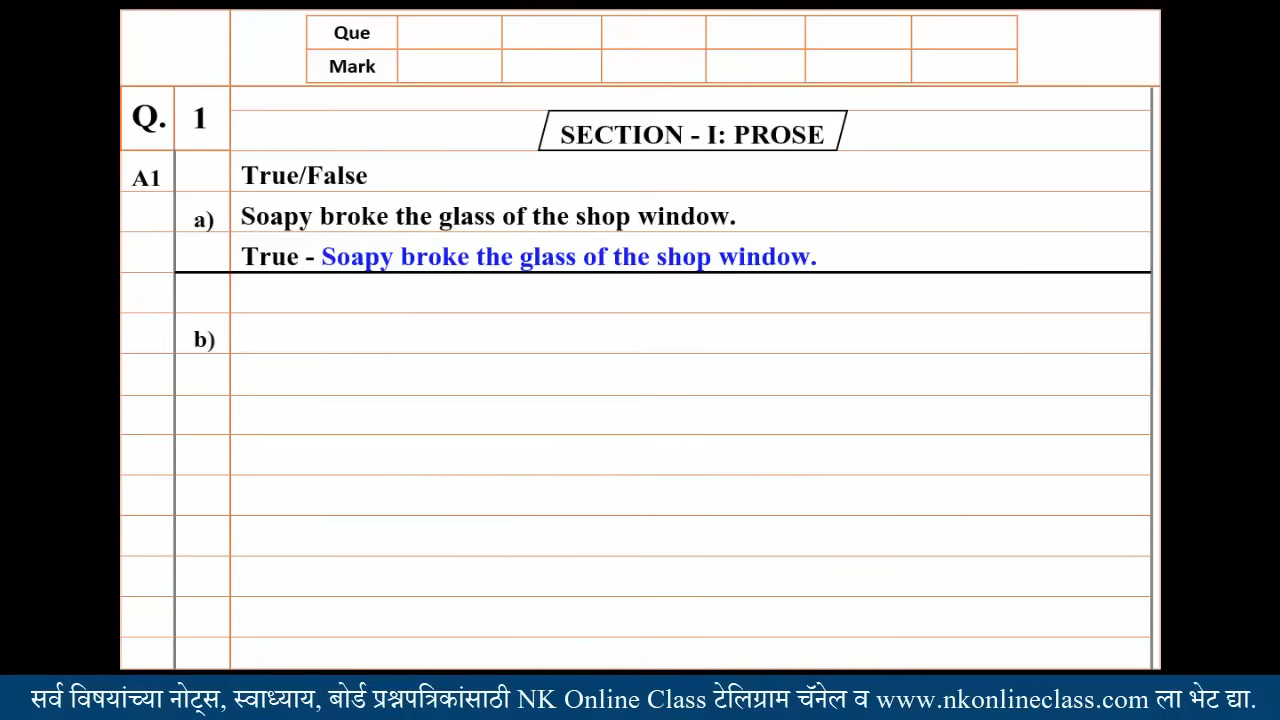 Que
Mark
Q. 1
SECTION - I: PROSE
A1 True/False
a) Soapy broke the glass of the shop window.
True - Soapy broke the glass of the shop window.
b)
सर्व विषयांच्या नोट्स, स्वाध्याय, बोर्ड प्रश्नपत्रिकांसाठी NK Online Class टेलिग्राम चॅनेल व www.nkonlineclass.com ला भेट द्या.